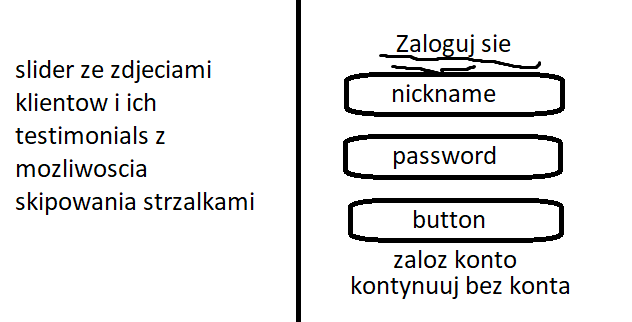 slider ze zdjeciami
klientow i ich
testimonials z
mozliwoscia
skipowania strzalkami
Zaloguj sie
nickname
password
button
zaloz konto
kontynuuj bez konta